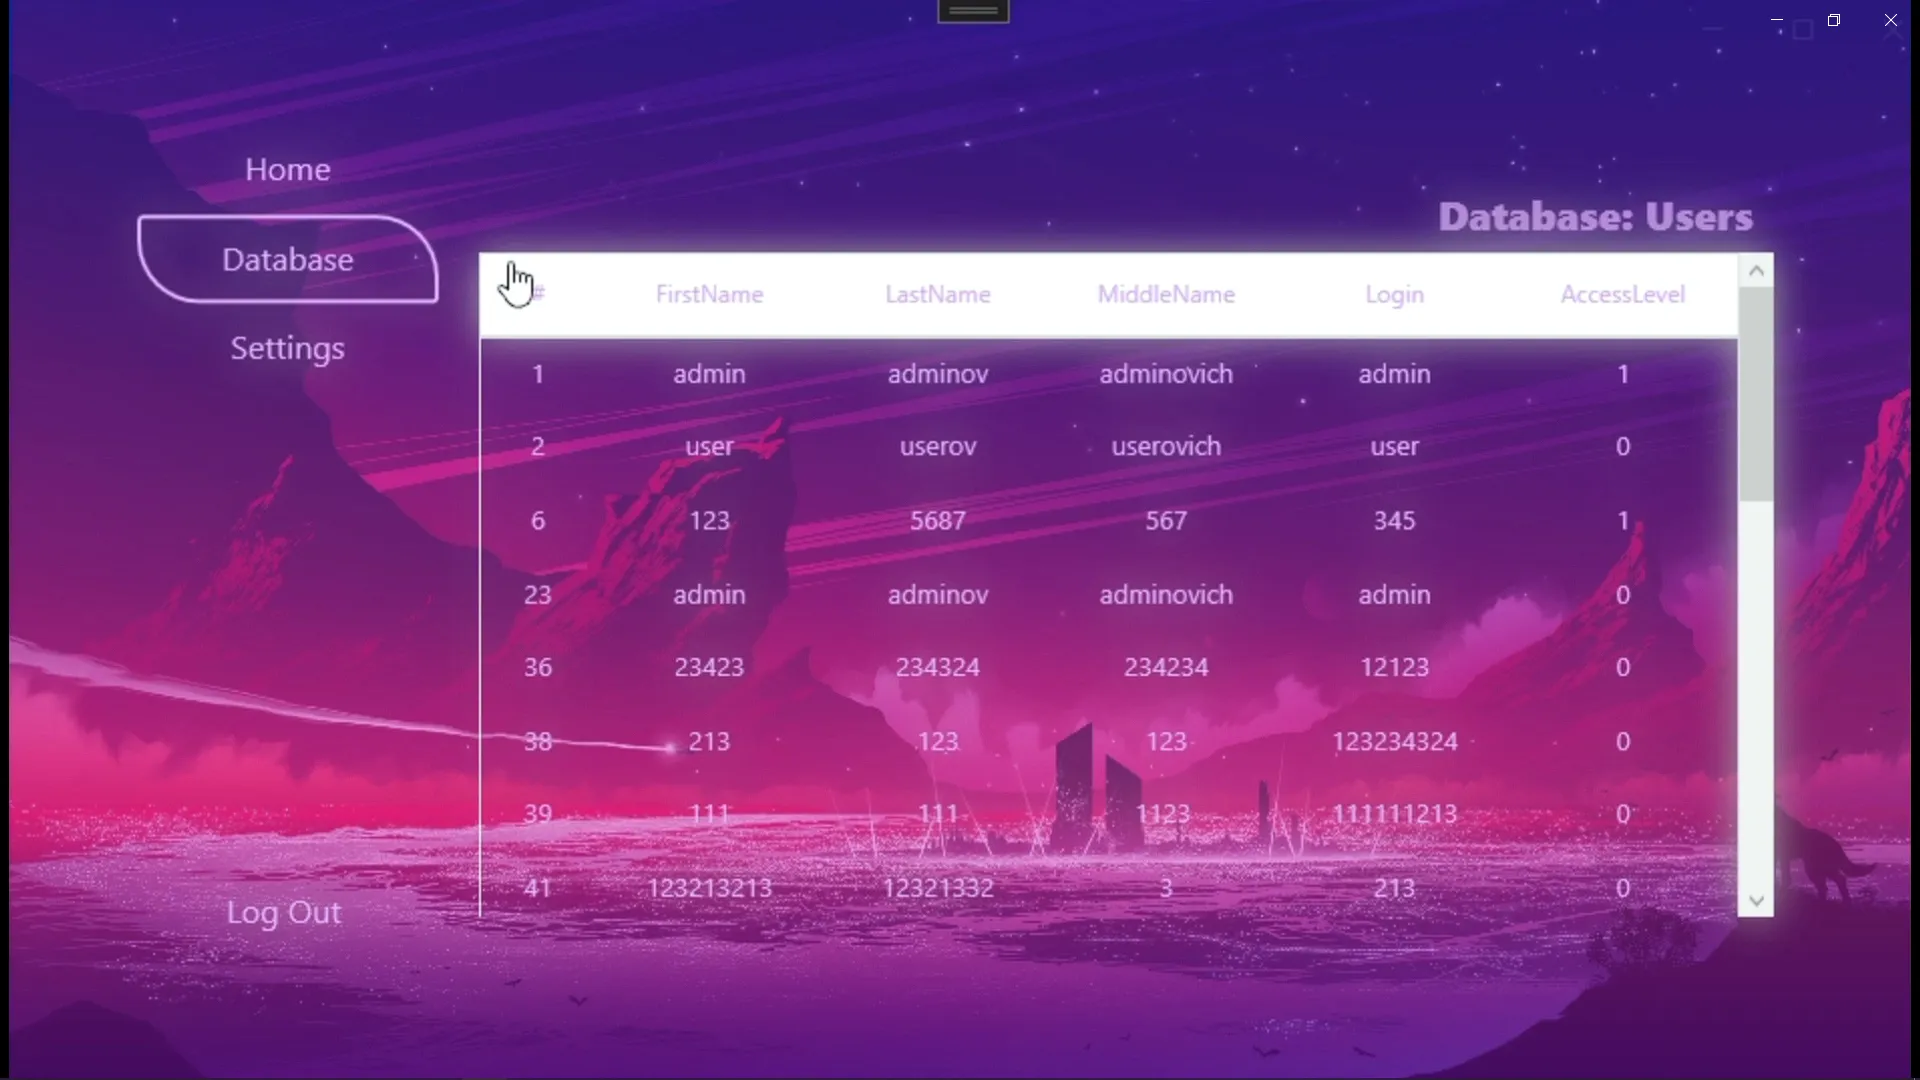 Home
Database
Settings
Log Out
Database: Users
# FirstName LastName MiddleName Login AccessLevel
1 admin adminov adminovich admin 1
2 user userov userovich user 0
6 123 5687 567 345 1
23 admin adminov adminovich admin 0
36 23423 234324 234234 12123 0
38 213 123 123 123234324 0
39 111 111 1123 111111213 0
41 123213213 12321332 3 213 0